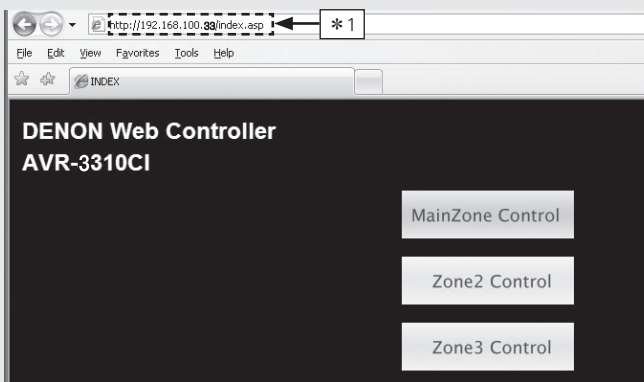 http://192.168.100.33/index.asp
*1
File Edit View Favorites Tools Help
INDEX
DENON Web Controller
AVR-3310CI
MainZone Control
Zone2 Control
Zone3 Control